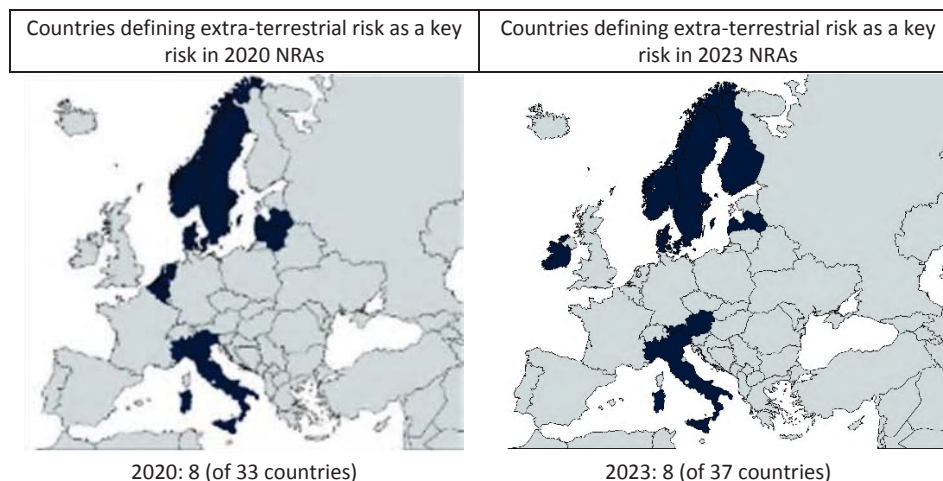 Countries defining extra-terrestrial risk as a key
risk in 2020 NRAs
Countries defining extra-terrestrial risk as a key
risk in 2023 NRAs
2020: 8 (of 33 countries)
2023: 8 (of 37 countries)